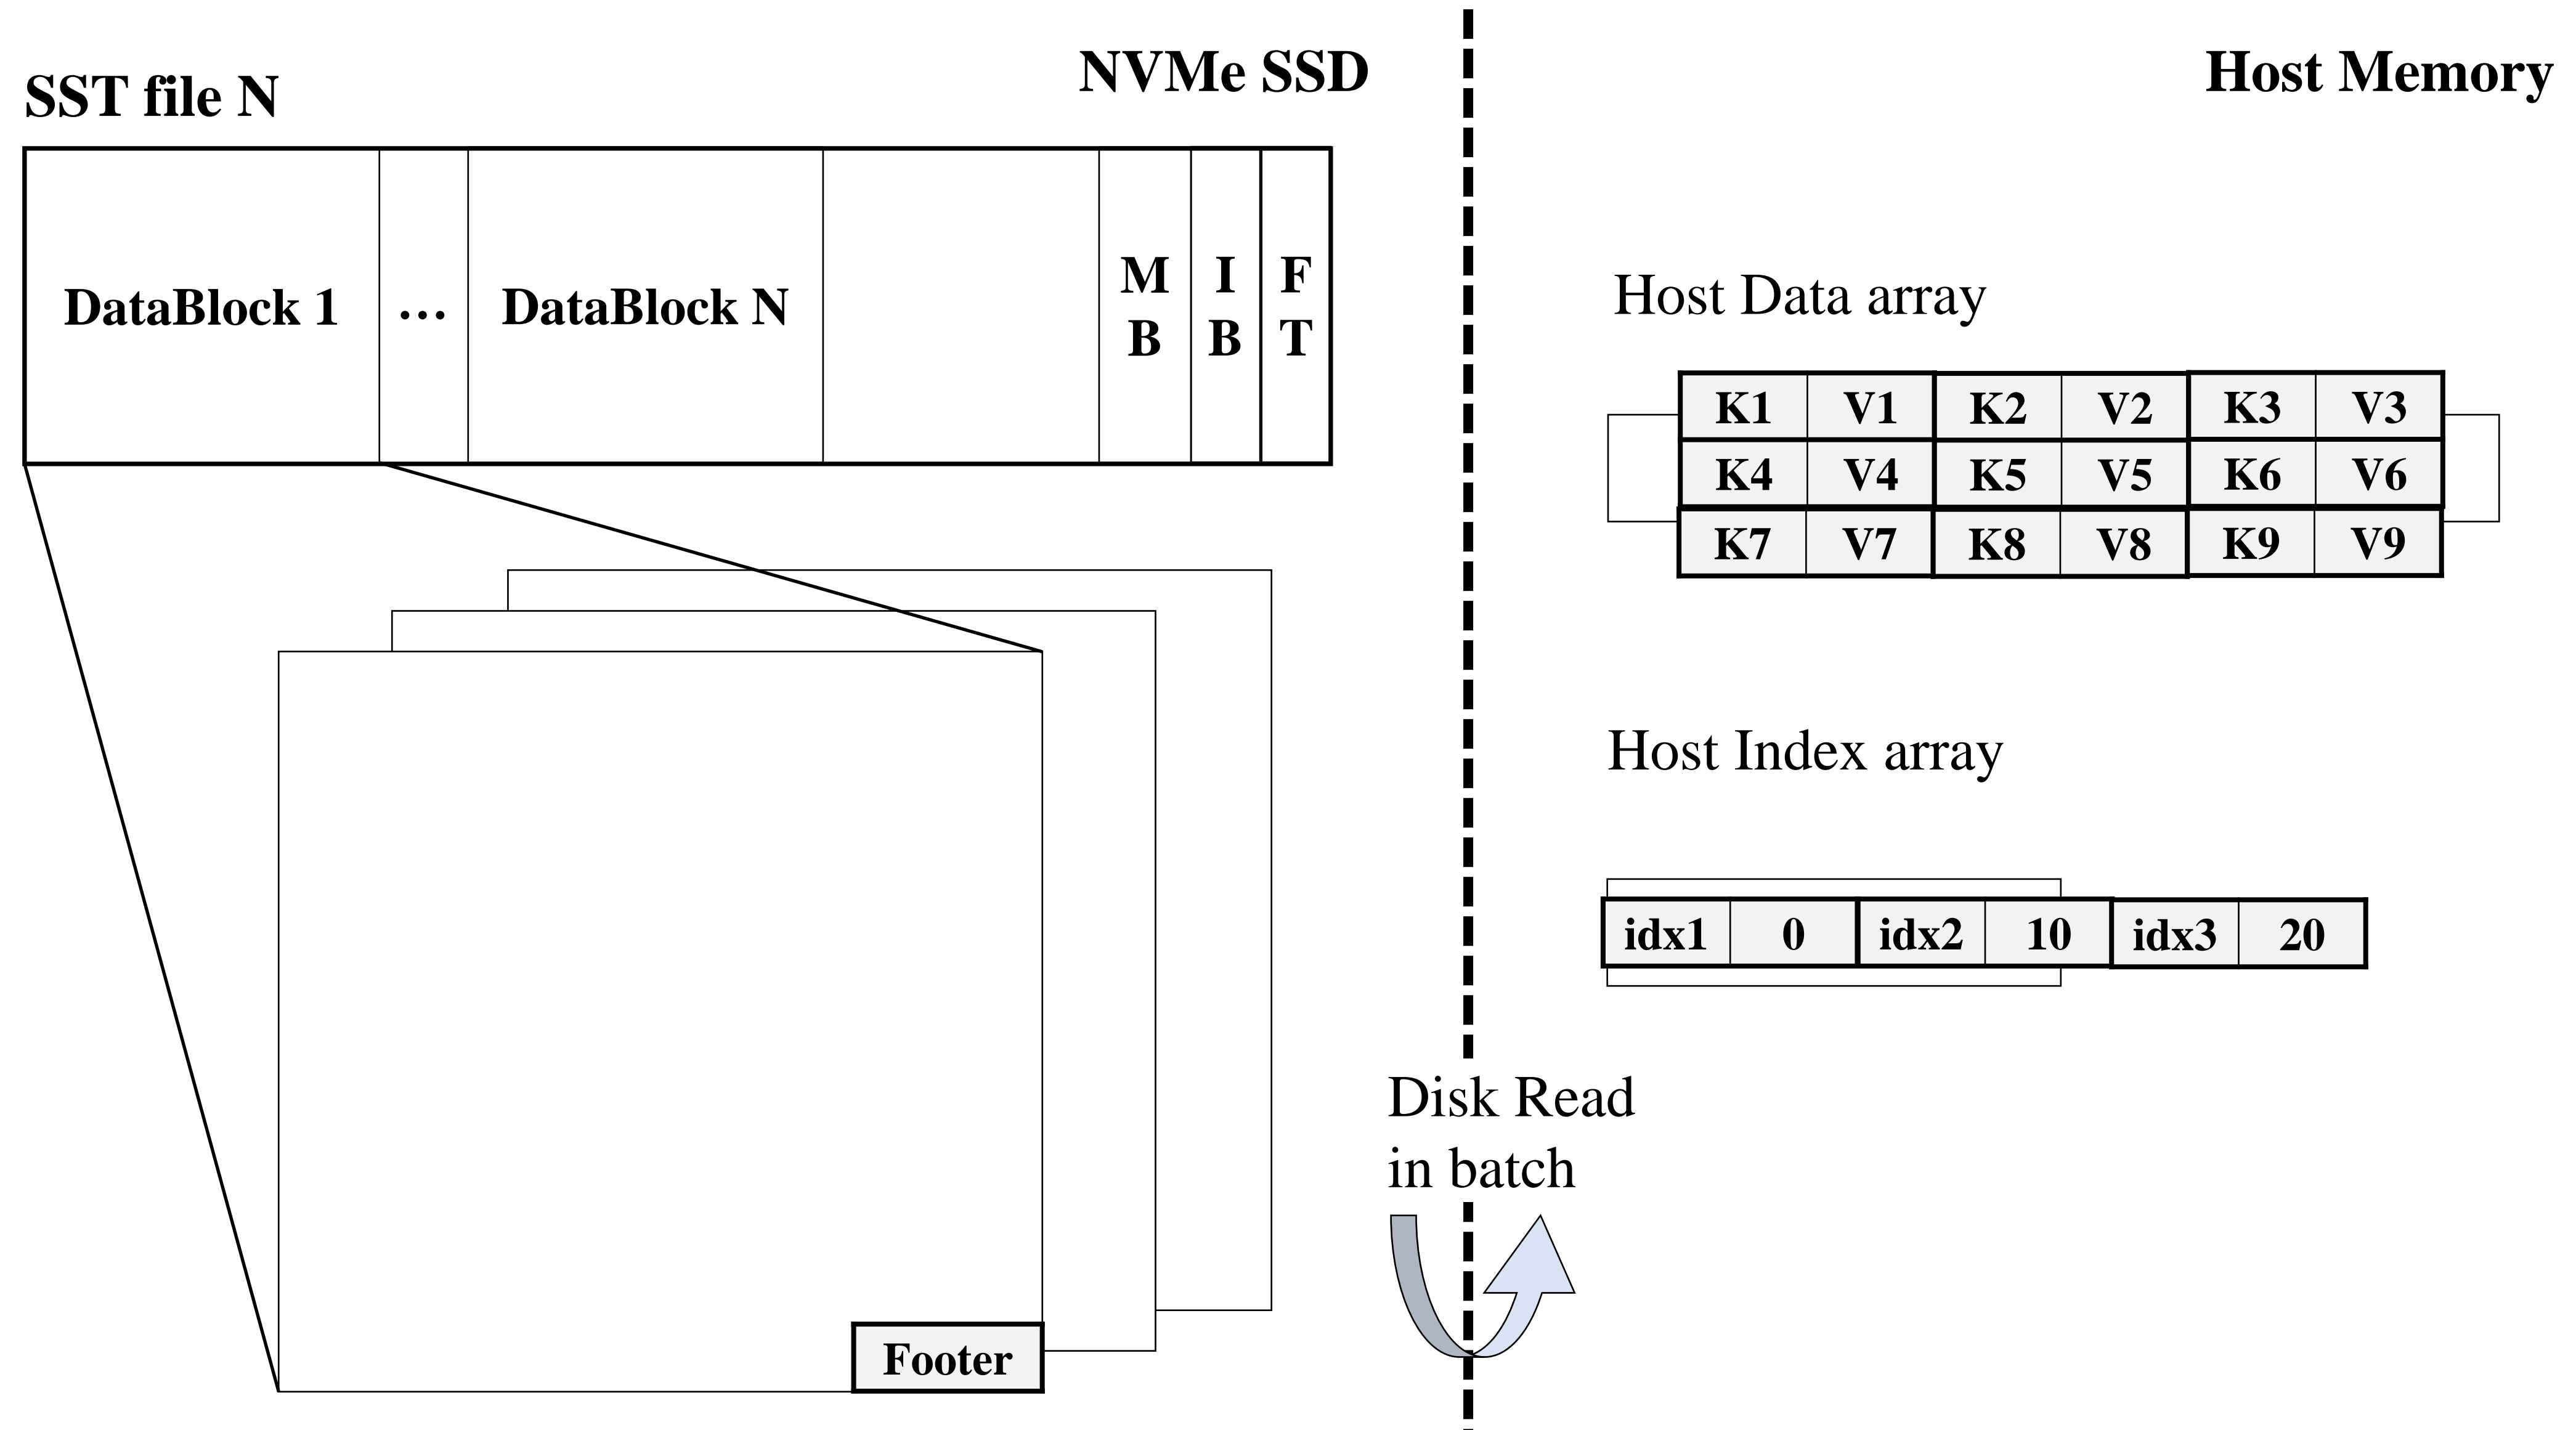 SST file N
NVMe SSD
Host Memory
DataBlock 1
...
DataBlock N
M
B
I
B
F
T
Footer
Disk Read
in batch
Host Data array
K1 V1 K2 V2 K3 V3
K4 V4 K5 V5 K6 V6
K7 V7 K8 V8 K9 V9
Host Index array
idx1 0 idx2 10 idx3 20